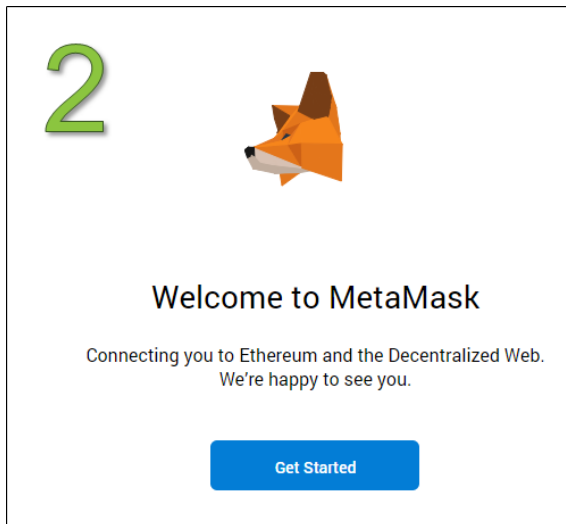 2
Welcome to MetaMask
Connecting you to Ethereum and the Decentralized Web.
We’re happy to see you.
Get Started